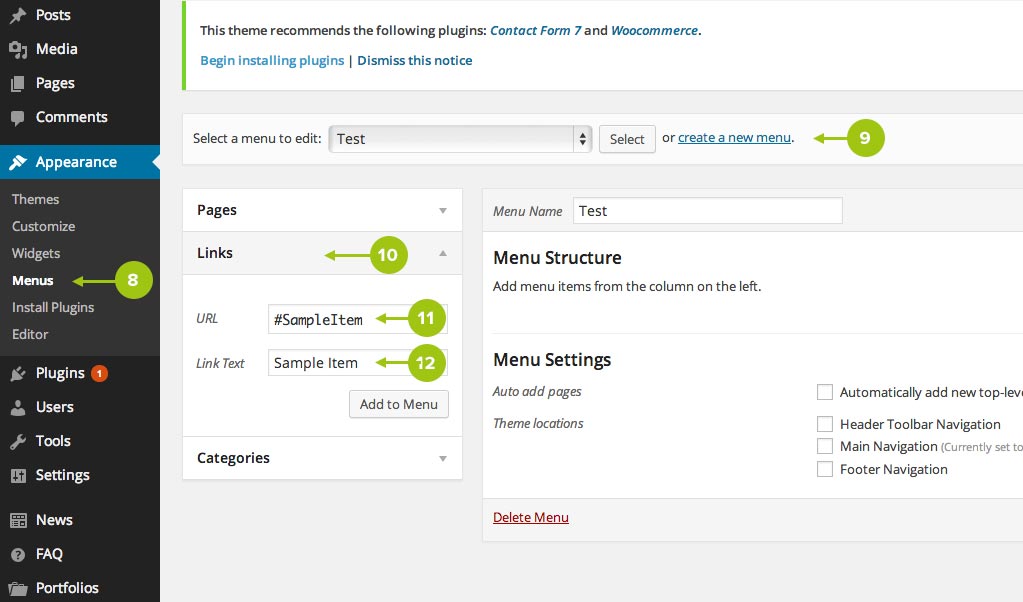 Posts
Media
Pages
Comments
Appearance
Themes
Customize
Widgets
Menus
8
Install Plugins
Editor
Plugins 1
Users
Tools
Settings
News
FAQ
Portfolios
This theme recommends the following plugins: Contact Form 7 and Woocommerce.
Begin installing plugins | Dismiss this notice
Select a menu to edit: Test Select or create a new menu. 9
Pages
Links 10
URL #SampleItem 11
Link Text Sample Item 12
Add to Menu
Categories
Menu Name Test
Menu Structure
Add menu items from the column on the left.
Menu Settings
Auto add pages Automatically add new top-leve
Theme locations Header Toolbar Navigation
Main Navigation (Currently set to
Footer Navigation
Delete Menu